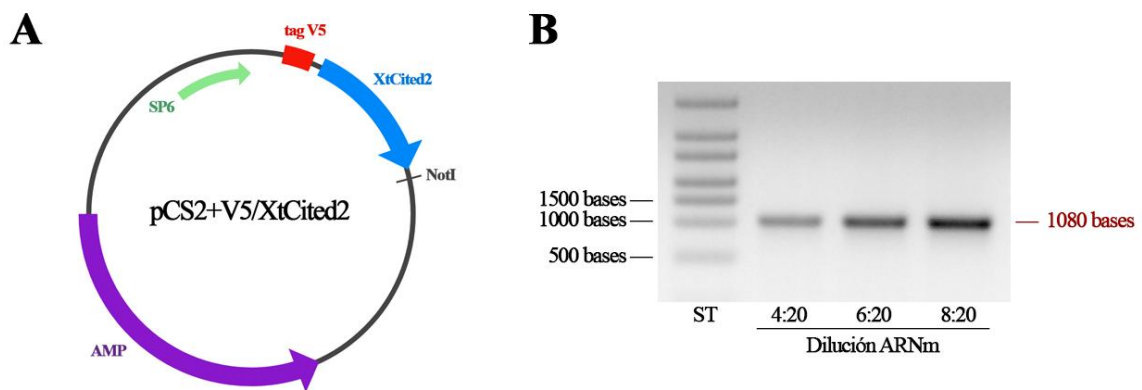 A
tag V5
XtCited2
SP6
NotI
pCS2+V5/XtCited2
AMP
B
1500 bases
1000 bases
500 bases
1080 bases
ST
4:20
6:20
8:20
Dilución ARNm